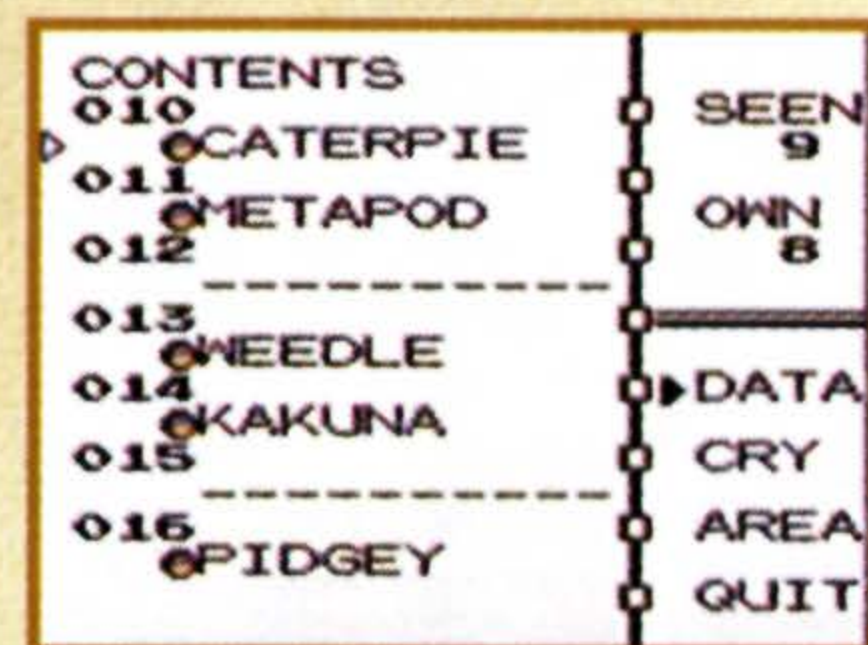 CONTENTS
010
CATERPIE
011
METAPOD
012
----------
013
WEEDLE
014
KAKUNA
015
----------
016
PIDGEY
SEEN
9
OWN
8
DATA
CRY
AREA
QUIT